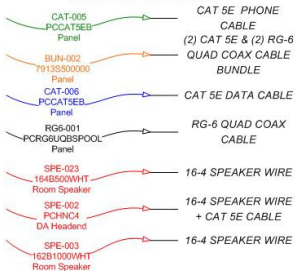 CAT-005
PCCAT5EB
Panel
CAT 5E PHONE
CABLE
BUN-002
7913S500000
Panel
(2) CAT 5E & (2) RG-6
QUAD COAX CABLE
BUNDLE
CAT-006
PCCAT5EB
Panel
CAT 5E DATA CABLE
RG6-001
PCRG6UQBSPOOL
Panel
RG-6 QUAD COAX
CABLE
SPE-023
164B500WHT
Room Speaker
16-4 SPEAKER WIRE
SPE-002
PCHNC4
DA Headend
16-4 SPEAKER WIRE
+ CAT 5E CABLE
SPE-003
162B1000WHT
Room Speaker
16-4 SPEAKER WIRE